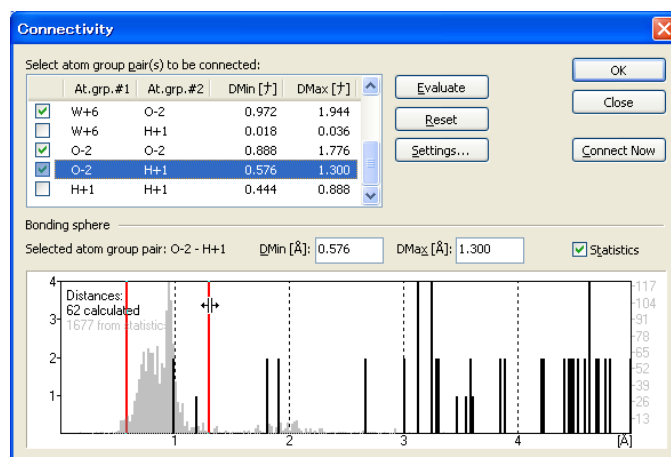 Connectivity
Select atom group pair(s) to be connected:
At.grp.#1 At.grp.#2 DMin [ﾅ] DMax [ﾅ]
W+6 O-2 0.972 1.944
W+6 H+1 0.018 0.036
O-2 O-2 0.888 1.776
O-2 H+1 0.576 1.300
H+1 H+1 0.444 0.888
Evaluate
Reset
Settings...
OK
Close
Connect Now
Bonding sphere
Selected atom group pair: O-2 - H+1 DMin [Å]: 0.576 DMax [Å]: 1.300 Statistics
Distances:
62 calculated
1677 from statistics
4
3
2
1
117
104
91
78
65
52
39
26
13
1 2 3 4 [Å]